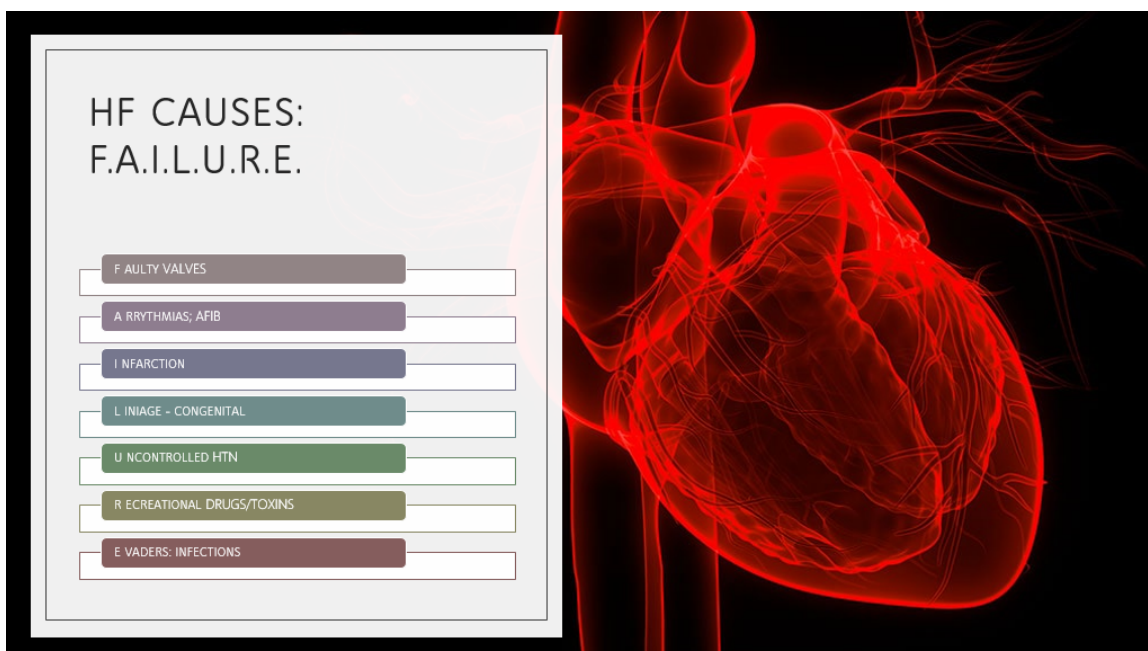 HF CAUSES:
F.A.I.L.U.R.E.
F AULTY VALVES
A RRYTHMIAS; AFIB
I NFARCTION
L INIAGE - CONGENITAL
U NCONTROLLED HTN
R ECREATIONAL DRUGS/TOXINS
E VADERS: INFECTIONS